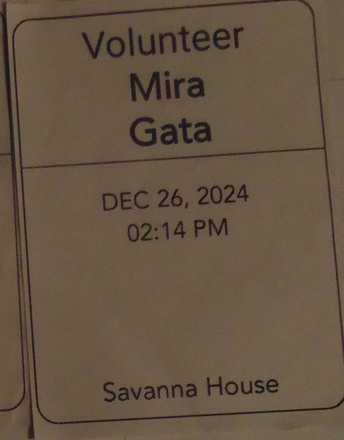 Volunteer
Mira
Gata
DEC 26, 2024
02:14 PM
Savanna House